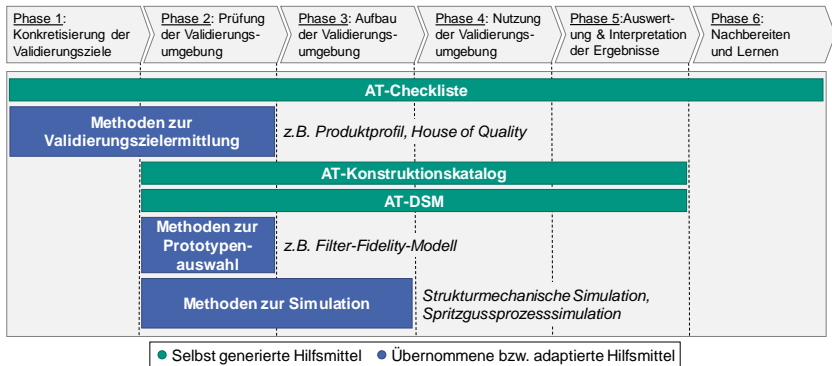 Phase 1:
Konkretisierung der
Validierungsziele
Phase 2: Prüfung
der Validierungs-
umgebung
Phase 3: Aufbau
der Validierungs-
umgebung
Phase 4: Nutzung
der Validierungs-
umgebung
Phase 5:Auswert-
ung & Interpretation
der Ergebnisse
Phase 6:
Nachbereiten
und Lernen
AT-Checkliste
Methoden zur
Validierungszielermittlung
z.B. Produktprofil, House of Quality
AT-Konstruktionskatalog
AT-DSM
Methoden zur
Prototypen-
auswahl
z.B. Filter-Fidelity-Modell
Methoden zur Simulation
Strukturmechanische Simulation,
Spritzgussprozesssimulation
Selbst generierte Hilfsmittel
Übernommene bzw. adaptierte Hilfsmittel